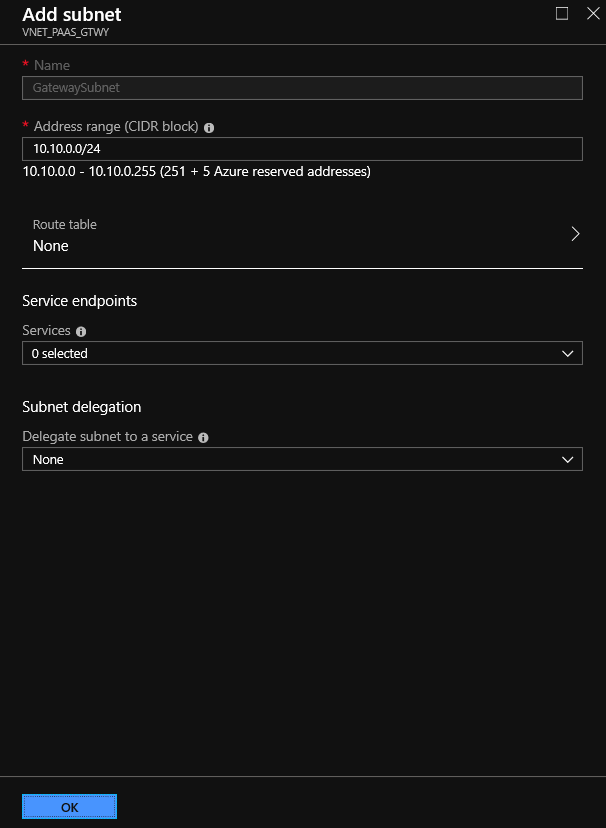 Add subnet
VNET_PAAS_GTWY
* Name
GatewaySubnet
* Address range (CIDR block)
10.10.0.0/24
10.10.0.0 - 10.10.0.255 (251 + 5 Azure reserved addresses)
Route table
None
Service endpoints
Services
0 selected
Subnet delegation
Delegate subnet to a service
None
OK